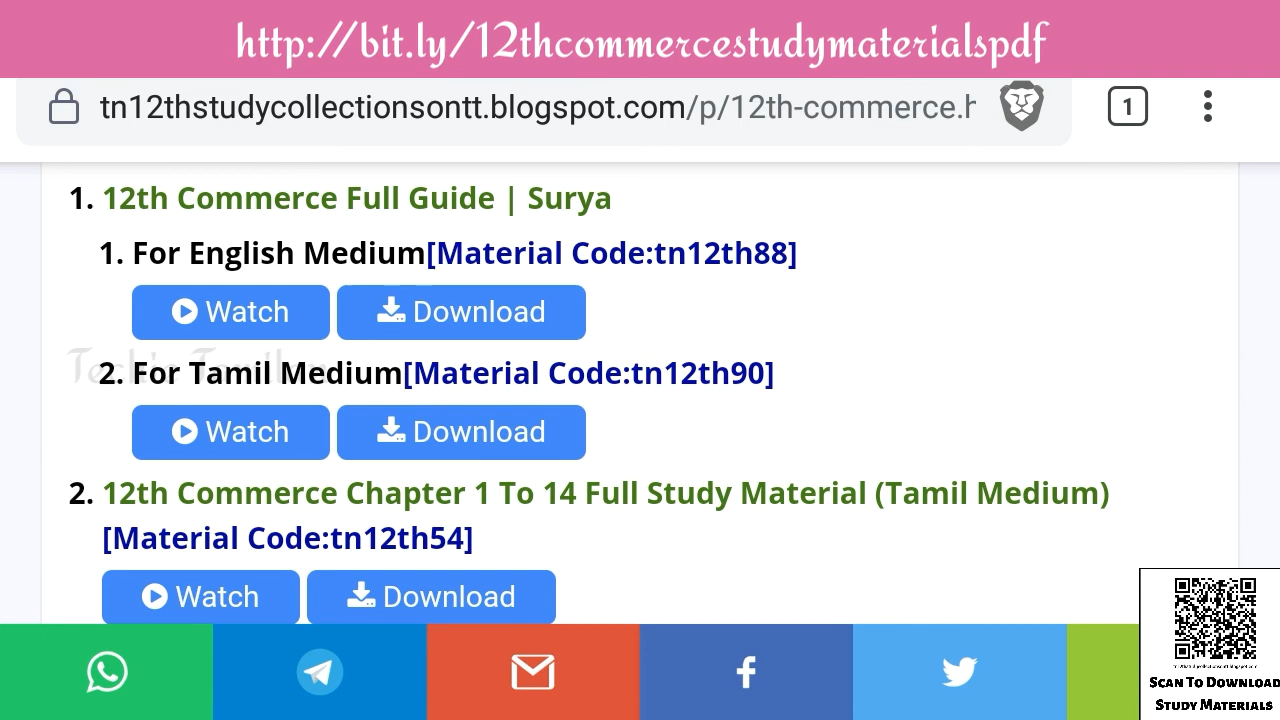 http://bit.ly/12thcommercestudymaterialspdf
tn12thstudycollectionsontt.blogspot.com/p/12th-commerce.h
1
1. 12th Commerce Full Guide | Surya
1. For English Medium[Material Code:tn12th88]
Watch Download
Tech's Tamil
2. For Tamil Medium[Material Code:tn12th90]
Watch Download
2. 12th Commerce Chapter 1 To 14 Full Study Material (Tamil Medium)
[Material Code:tn12th54]
Watch Download
SCAN TO DOWNLOAD
STUDY MATERIALS